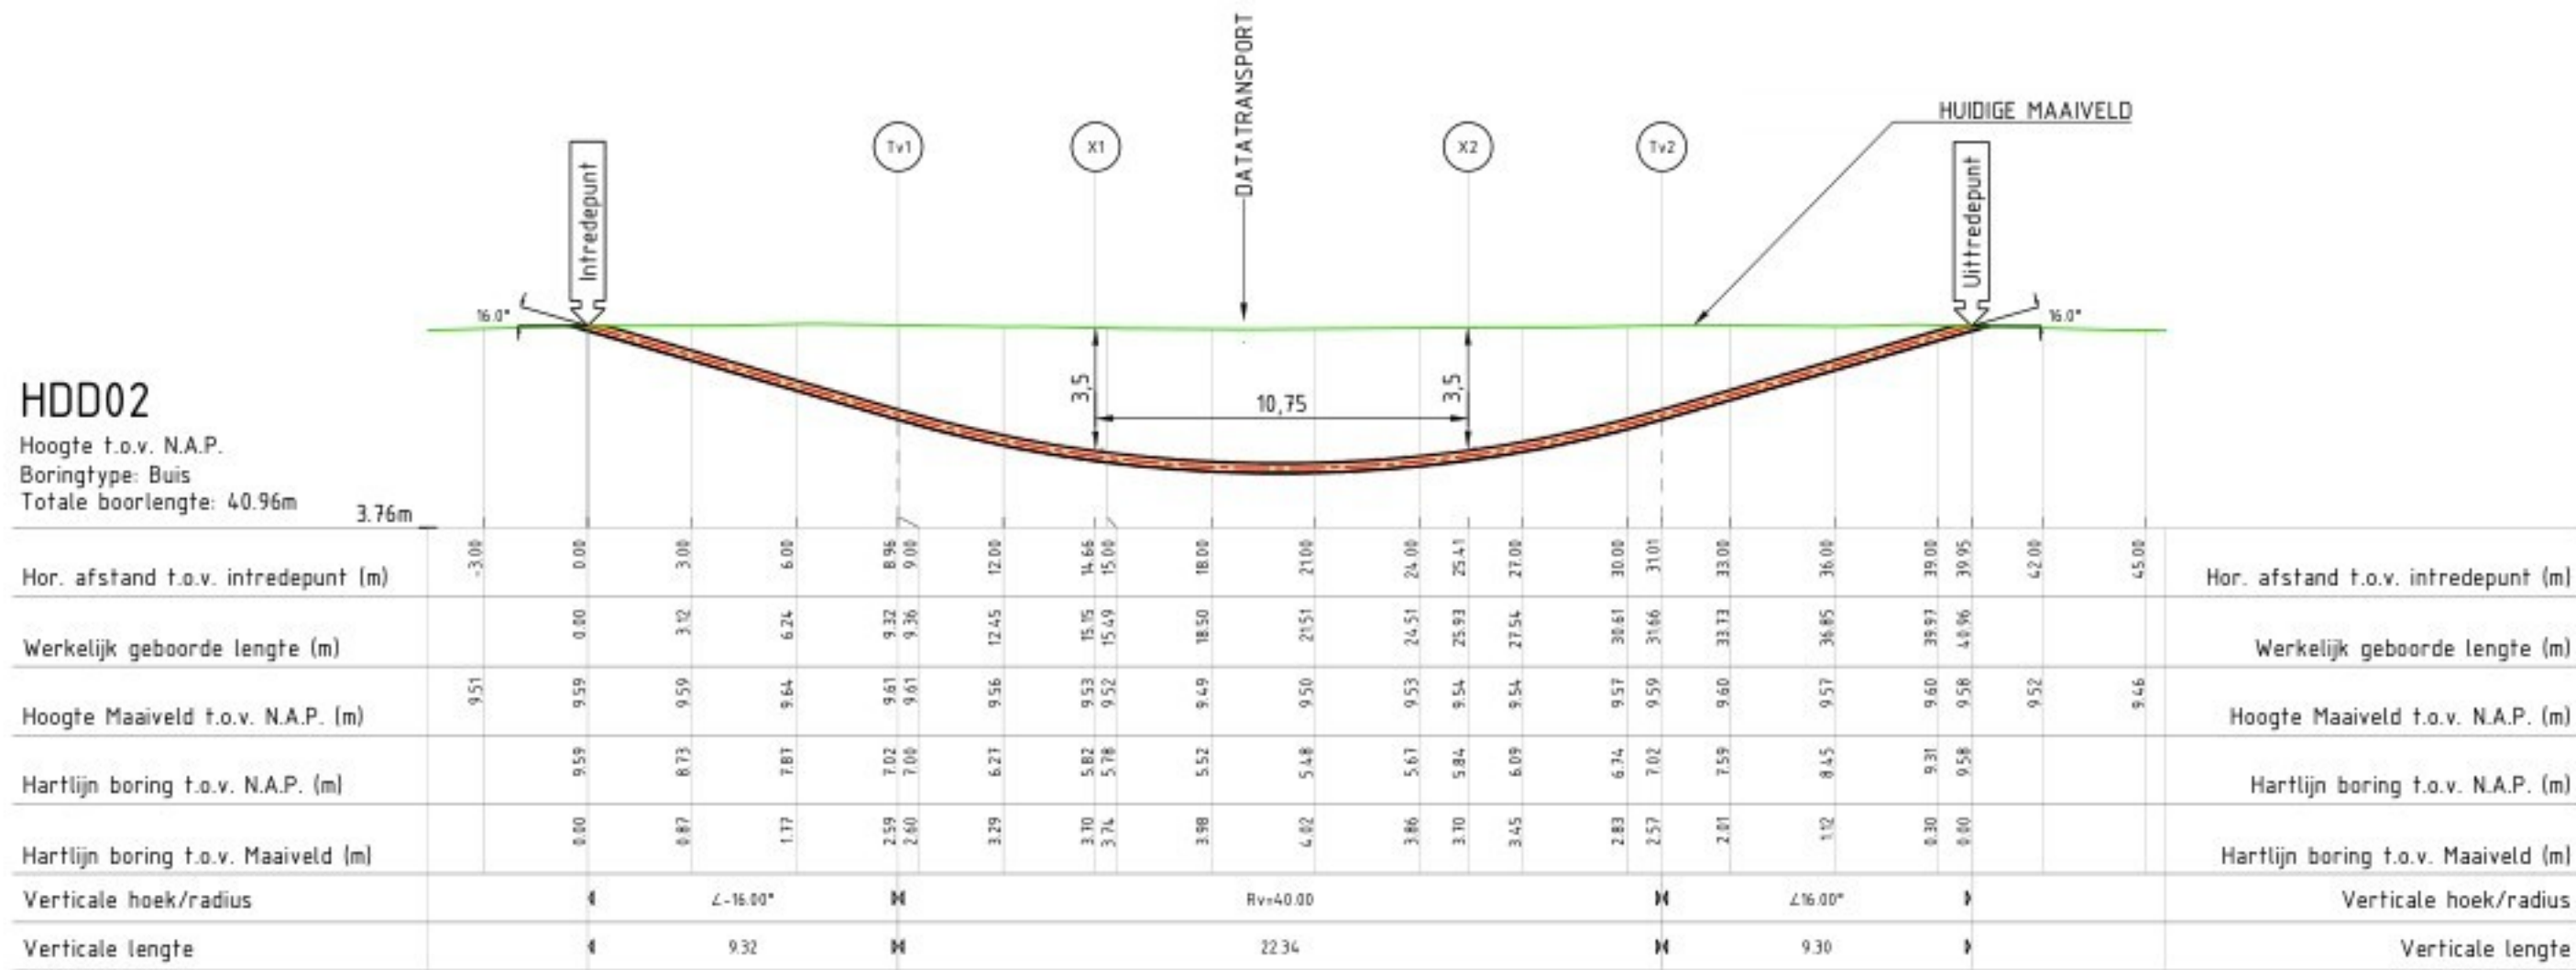 DATATRANSPORT
HUIDIGE MAAIVELD
Tv1
X1
X2
Tv2
Intredepunt
Uittredepunt
16.0°
16.0°
3,5
10,75
3,5
HDD02
Hoogte t.o.v. N.A.P.
Boringtype: Buis
Totale boorlengte: 40.96m
3.76m
Hor. afstand t.o.v. intredepunt (m) -3.00 0.00 3.00 6.00 8.96 9.00 12.00 14.66 15.00 18.00 21.00 24.00 25.41 27.00 30.00 31.01 33.00 36.00 39.00 39.95 42.00 45.00 Hor. afstand t.o.v. intredepunt (m)
Werkelijk geboorde lengte (m) 0.00 3.12 6.24 9.32 9.36 12.45 15.15 15.49 18.50 21.51 24.51 25.93 27.54 30.61 31.66 33.73 36.85 39.97 40.96 Werkelijk geboorde lengte (m)
Hoogte Maaiveld t.o.v. N.A.P. (m) 9.51 9.59 9.59 9.64 9.61 9.61 9.56 9.53 9.52 9.49 9.50 9.53 9.54 9.54 9.57 9.59 9.60 9.57 9.60 9.58 9.52 9.46 Hoogte Maaiveld t.o.v. N.A.P. (m)
Hartlijn boring t.o.v. N.A.P. (m) 9.59 8.73 7.87 7.02 7.00 6.27 5.82 5.78 5.52 5.48 5.67 5.84 6.09 6.74 7.02 7.59 8.45 9.31 9.58 Hartlijn boring t.o.v. N.A.P. (m)
Hartlijn boring t.o.v. Maaiveld (m) 0.00 0.87 1.77 2.59 2.60 3.29 3.70 3.74 3.98 4.02 3.86 3.70 3.45 2.83 2.57 2.01 1.12 0.30 0.00 Hartlijn boring t.o.v. Maaiveld (m)
Verticale hoek/radius ∠-16.00° Rv=40.00 ∠16.00° Verticale hoek/radius
Verticale lengte 9.32 22.34 9.30 Verticale lengte